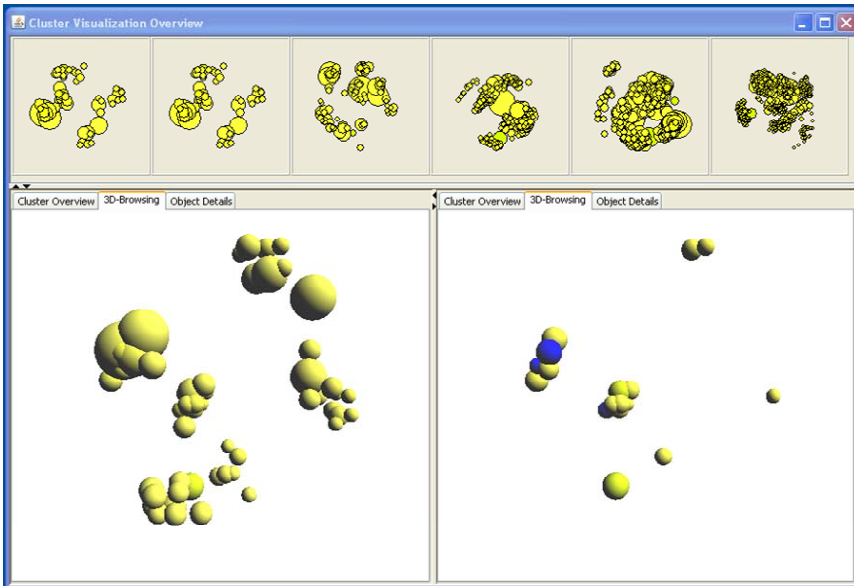 Cluster Visualization Overview
Cluster Overview 3D-Browsing Object Details
Cluster Overview 3D-Browsing Object Details